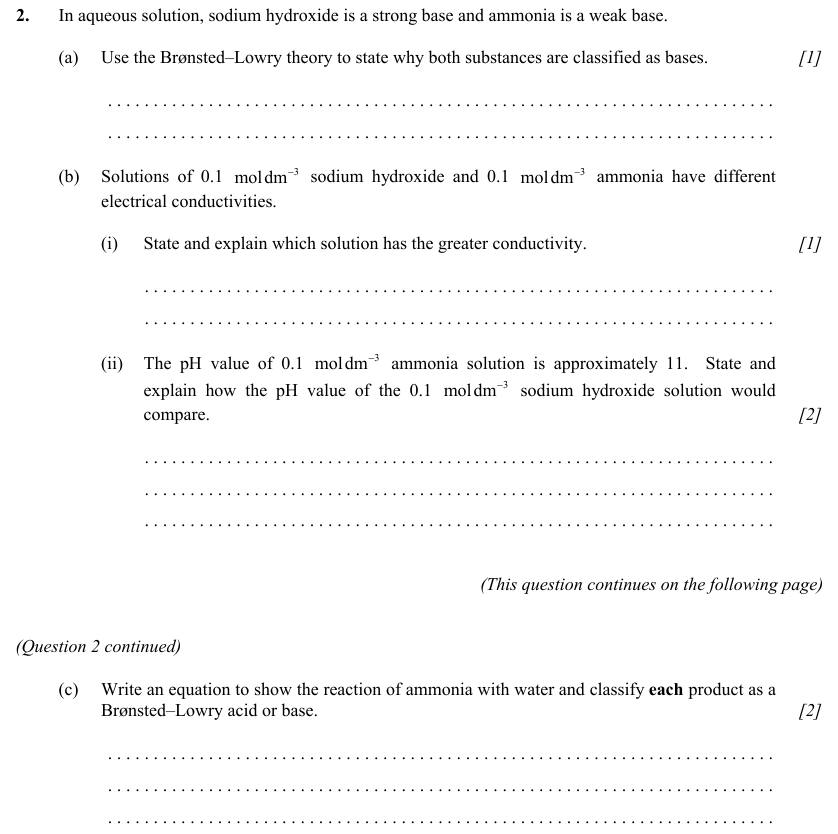 2. In aqueous solution, sodium hydroxide is a strong base and ammonia is a weak base.
(a) Use the Brønsted–Lowry theory to state why both substances are classified as bases. [1]
(b) Solutions of 0.1 mol dm⁻³ sodium hydroxide and 0.1 mol dm⁻³ ammonia have different
electrical conductivities.
(i) State and explain which solution has the greater conductivity. [1]
(ii) The pH value of 0.1 mol dm⁻³ ammonia solution is approximately 11. State and
explain how the pH value of the 0.1 mol dm⁻³ sodium hydroxide solution would
compare. [2]
(This question continues on the following page)
(Question 2 continued)
(c) Write an equation to show the reaction of ammonia with water and classify each product as a
Brønsted–Lowry acid or base. [2]